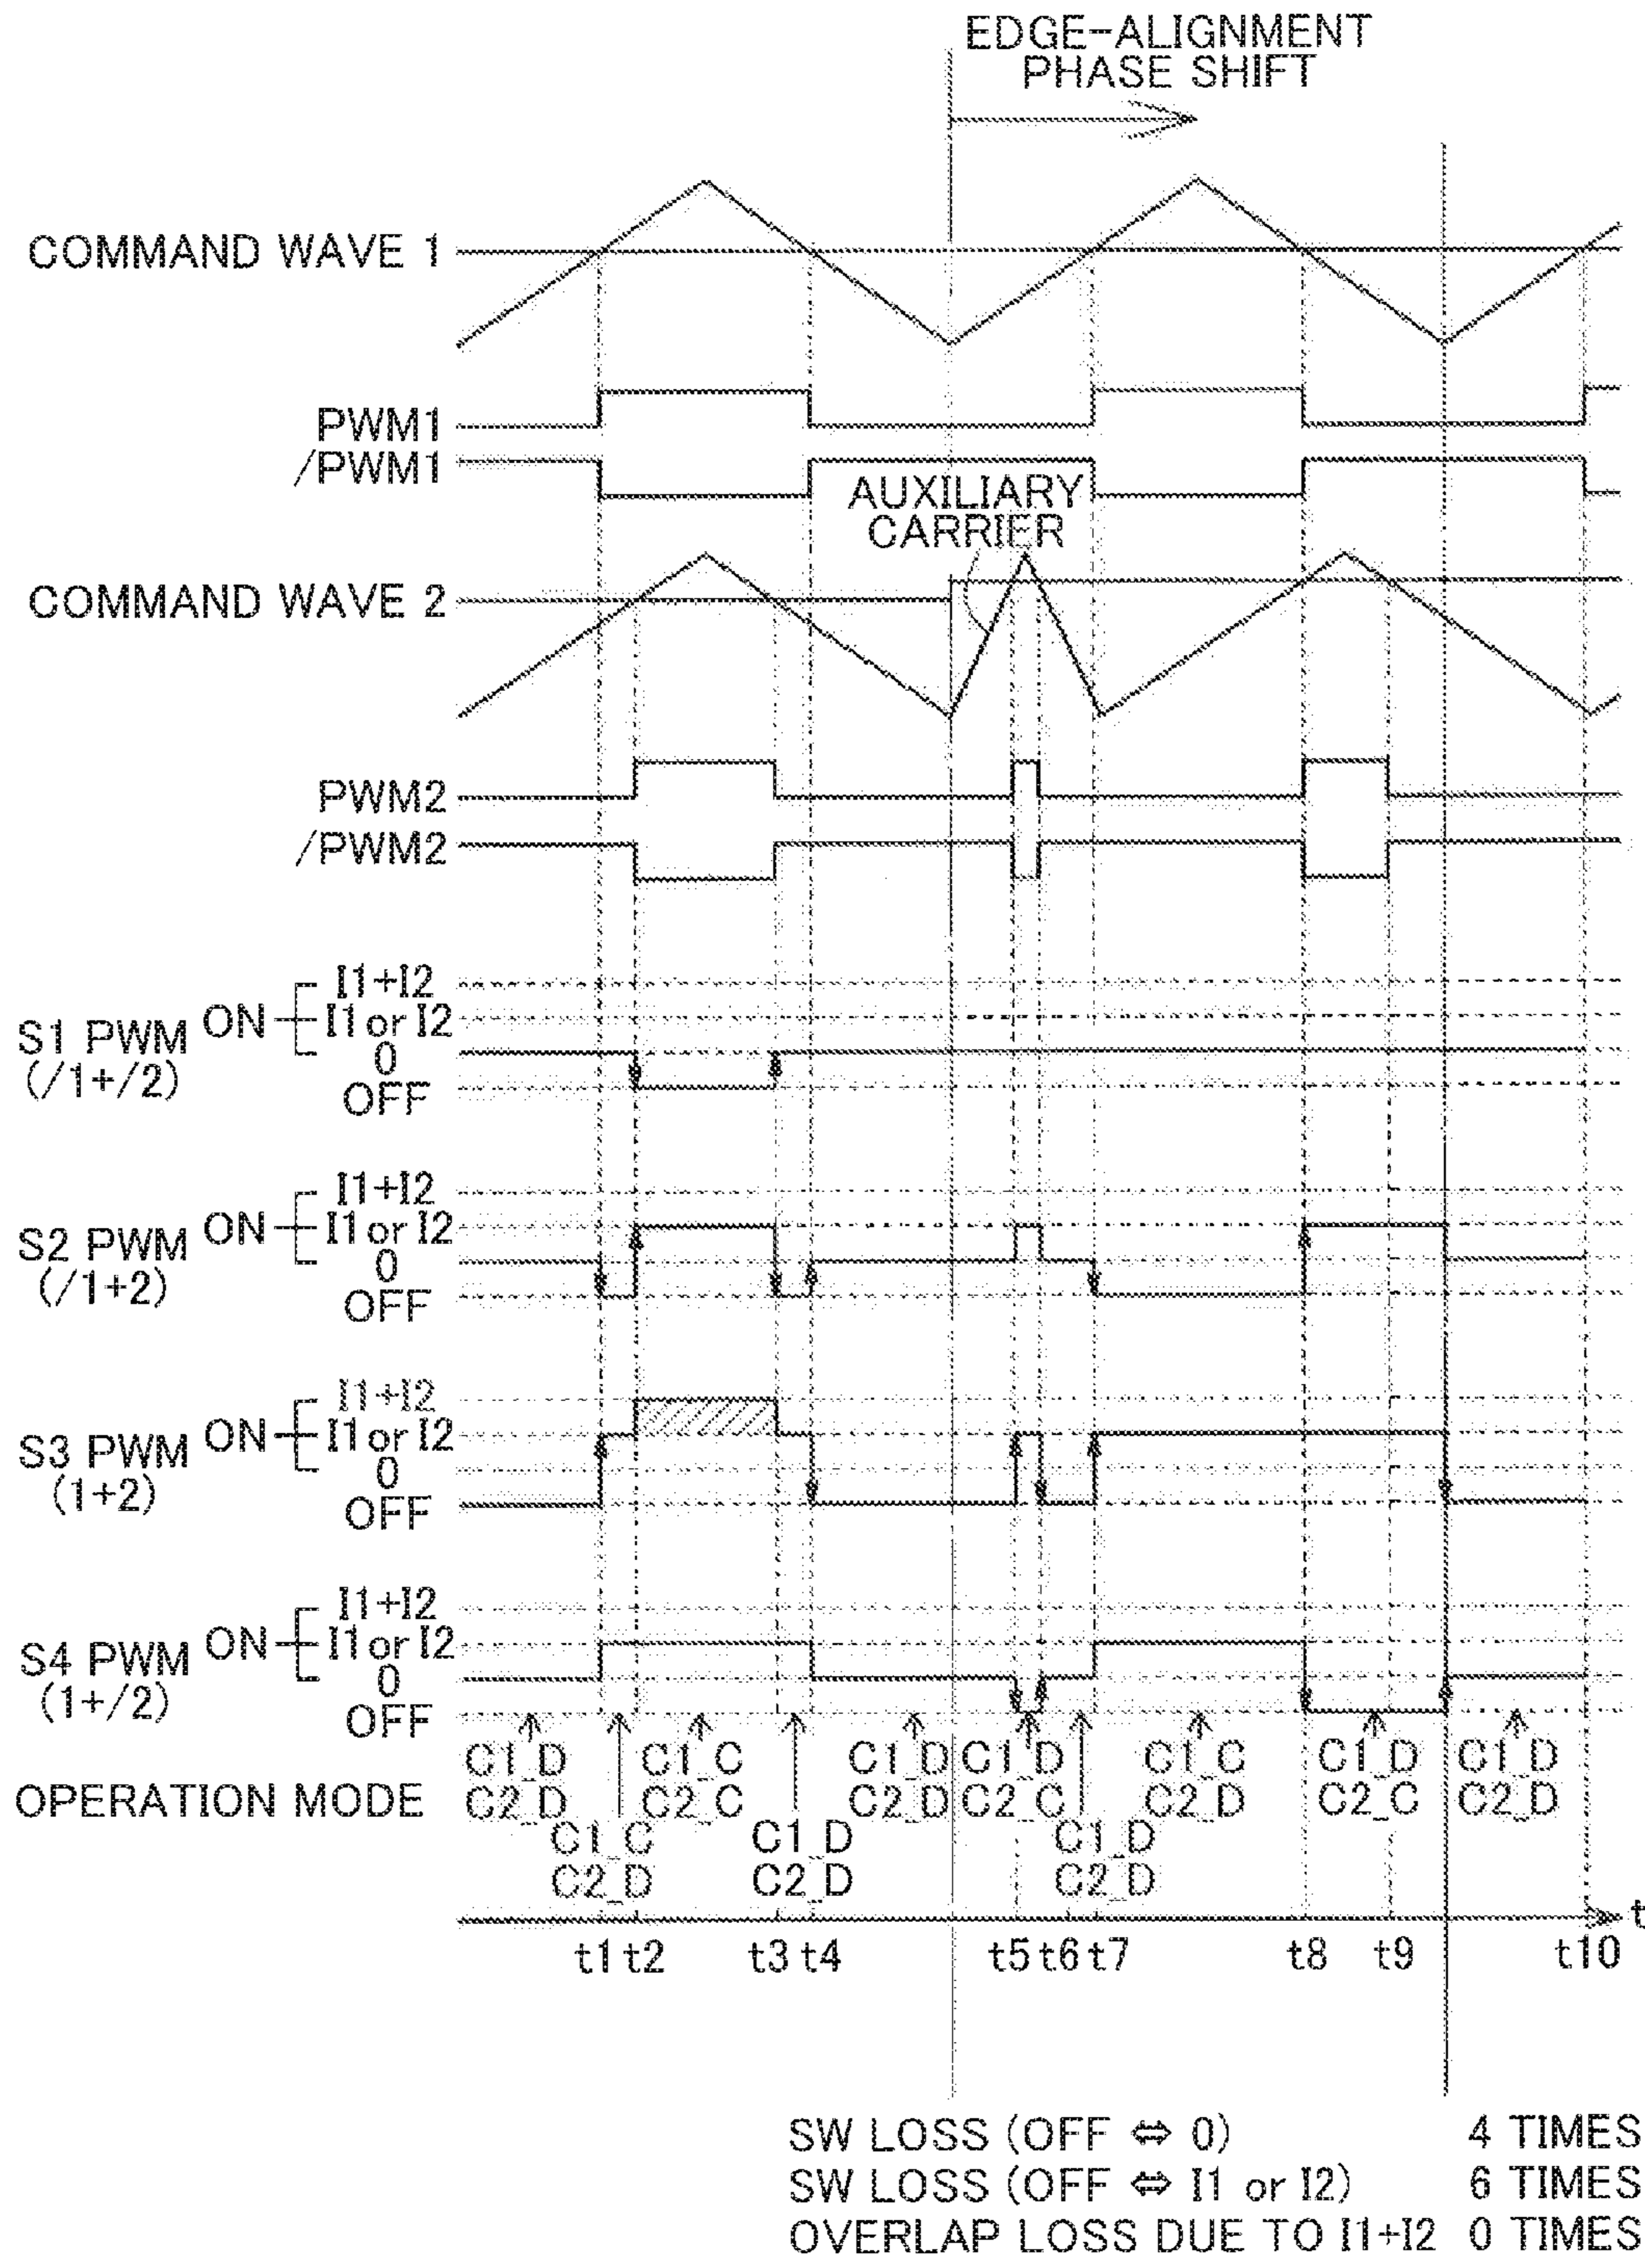 EDGE-ALIGNMENT
PHASE SHIFT
COMMAND WAVE 1
PWM1
/PWM1
AUXILIARY
CARRIER
COMMAND WAVE 2
PWM2
/PWM2
S1 PWM
(/1+/2)
ON
I1+I2
I1 or I2
0
OFF
S2 PWM
(/1+2)
ON
I1+I2
I1 or I2
0
OFF
S3 PWM
(1+2)
ON
I1+I2
I1 or I2
0
OFF
S4 PWM
(1+/2)
ON
I1+I2
I1 or I2
0
OFF
OPERATION MODE
C1_D C1_C C1_D C1_D C1_C C1_D C1_D
C2_D C2_C C2_D C2_C C2_D C2_C C2_D
C1_C C1_D C1_D
C2_D C2_D C2_D
t
t1 t2 t3 t4 t5 t6 t7 t8 t9 t10
SW LOSS (OFF ⇔ 0) 4 TIMES
SW LOSS (OFF ⇔ I1 or I2) 6 TIMES
OVERLAP LOSS DUE TO I1+I2 0 TIMES